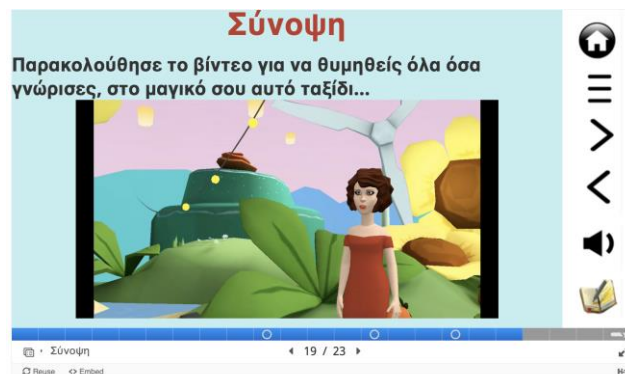 Σύνοψη
Παρακολούθησε το βίντεο για να θυμηθείς όλα όσα
γνώρισες, στο μαγικό σου αυτό ταξίδι...
Σύνοψη
19 / 23
Reuse <> Embed